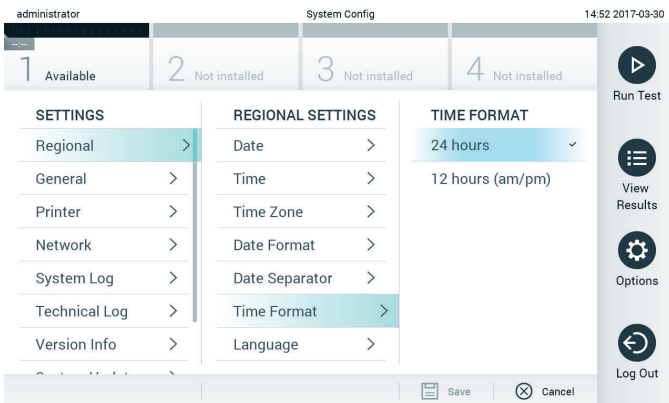 administrator
System Config
14:52 2017-03-30
--:--
1 Available
2 Not installed
3 Not installed
4 Not installed
Run Test
SETTINGS
Regional
General
Printer
Network
System Log
Technical Log
Version Info
REGIONAL SETTINGS
Date
Time
Time Zone
Date Format
Date Separator
Time Format
Language
TIME FORMAT
24 hours
12 hours (am/pm)
View
Results
Options
Log Out
Save
Cancel